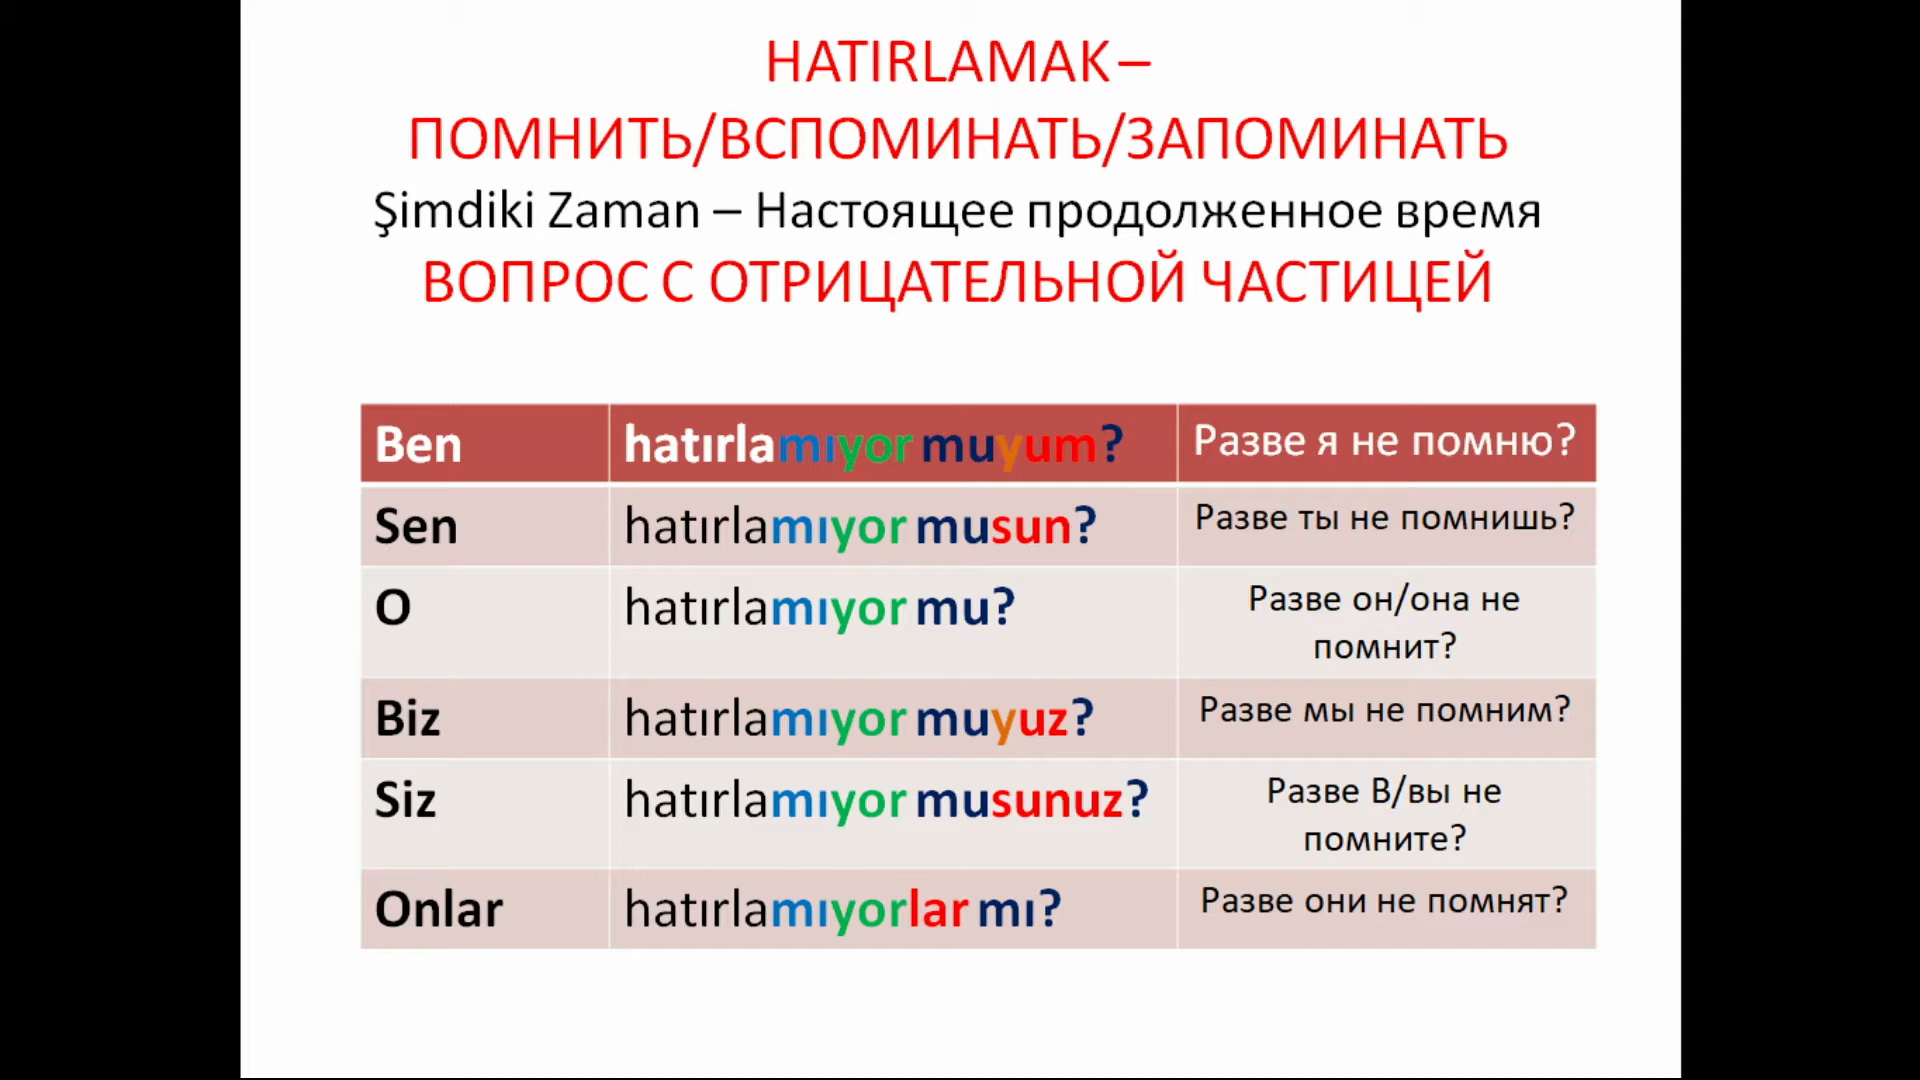 HATIRLAMAK –
ПОМНИТЬ/ВСПОМИНАТЬ/ЗАПОМИНАТЬ
Şimdiki Zaman – Настоящее продолженное время
ВОПРОС С ОТРИЦАТЕЛЬНОЙ ЧАСТИЦЕЙ
Ben hatırlamıyor muyum? Разве я не помню?
Sen hatırlamıyor musun? Разве ты не помнишь?
O hatırlamıyor mu? Разве он/она не
помнит?
Biz hatırlamıyor muyuz? Разве мы не помним?
Siz hatırlamıyor musunuz? Разве В/вы не
помните?
Onlar hatırlamıyorlar mı? Разве они не помнят?